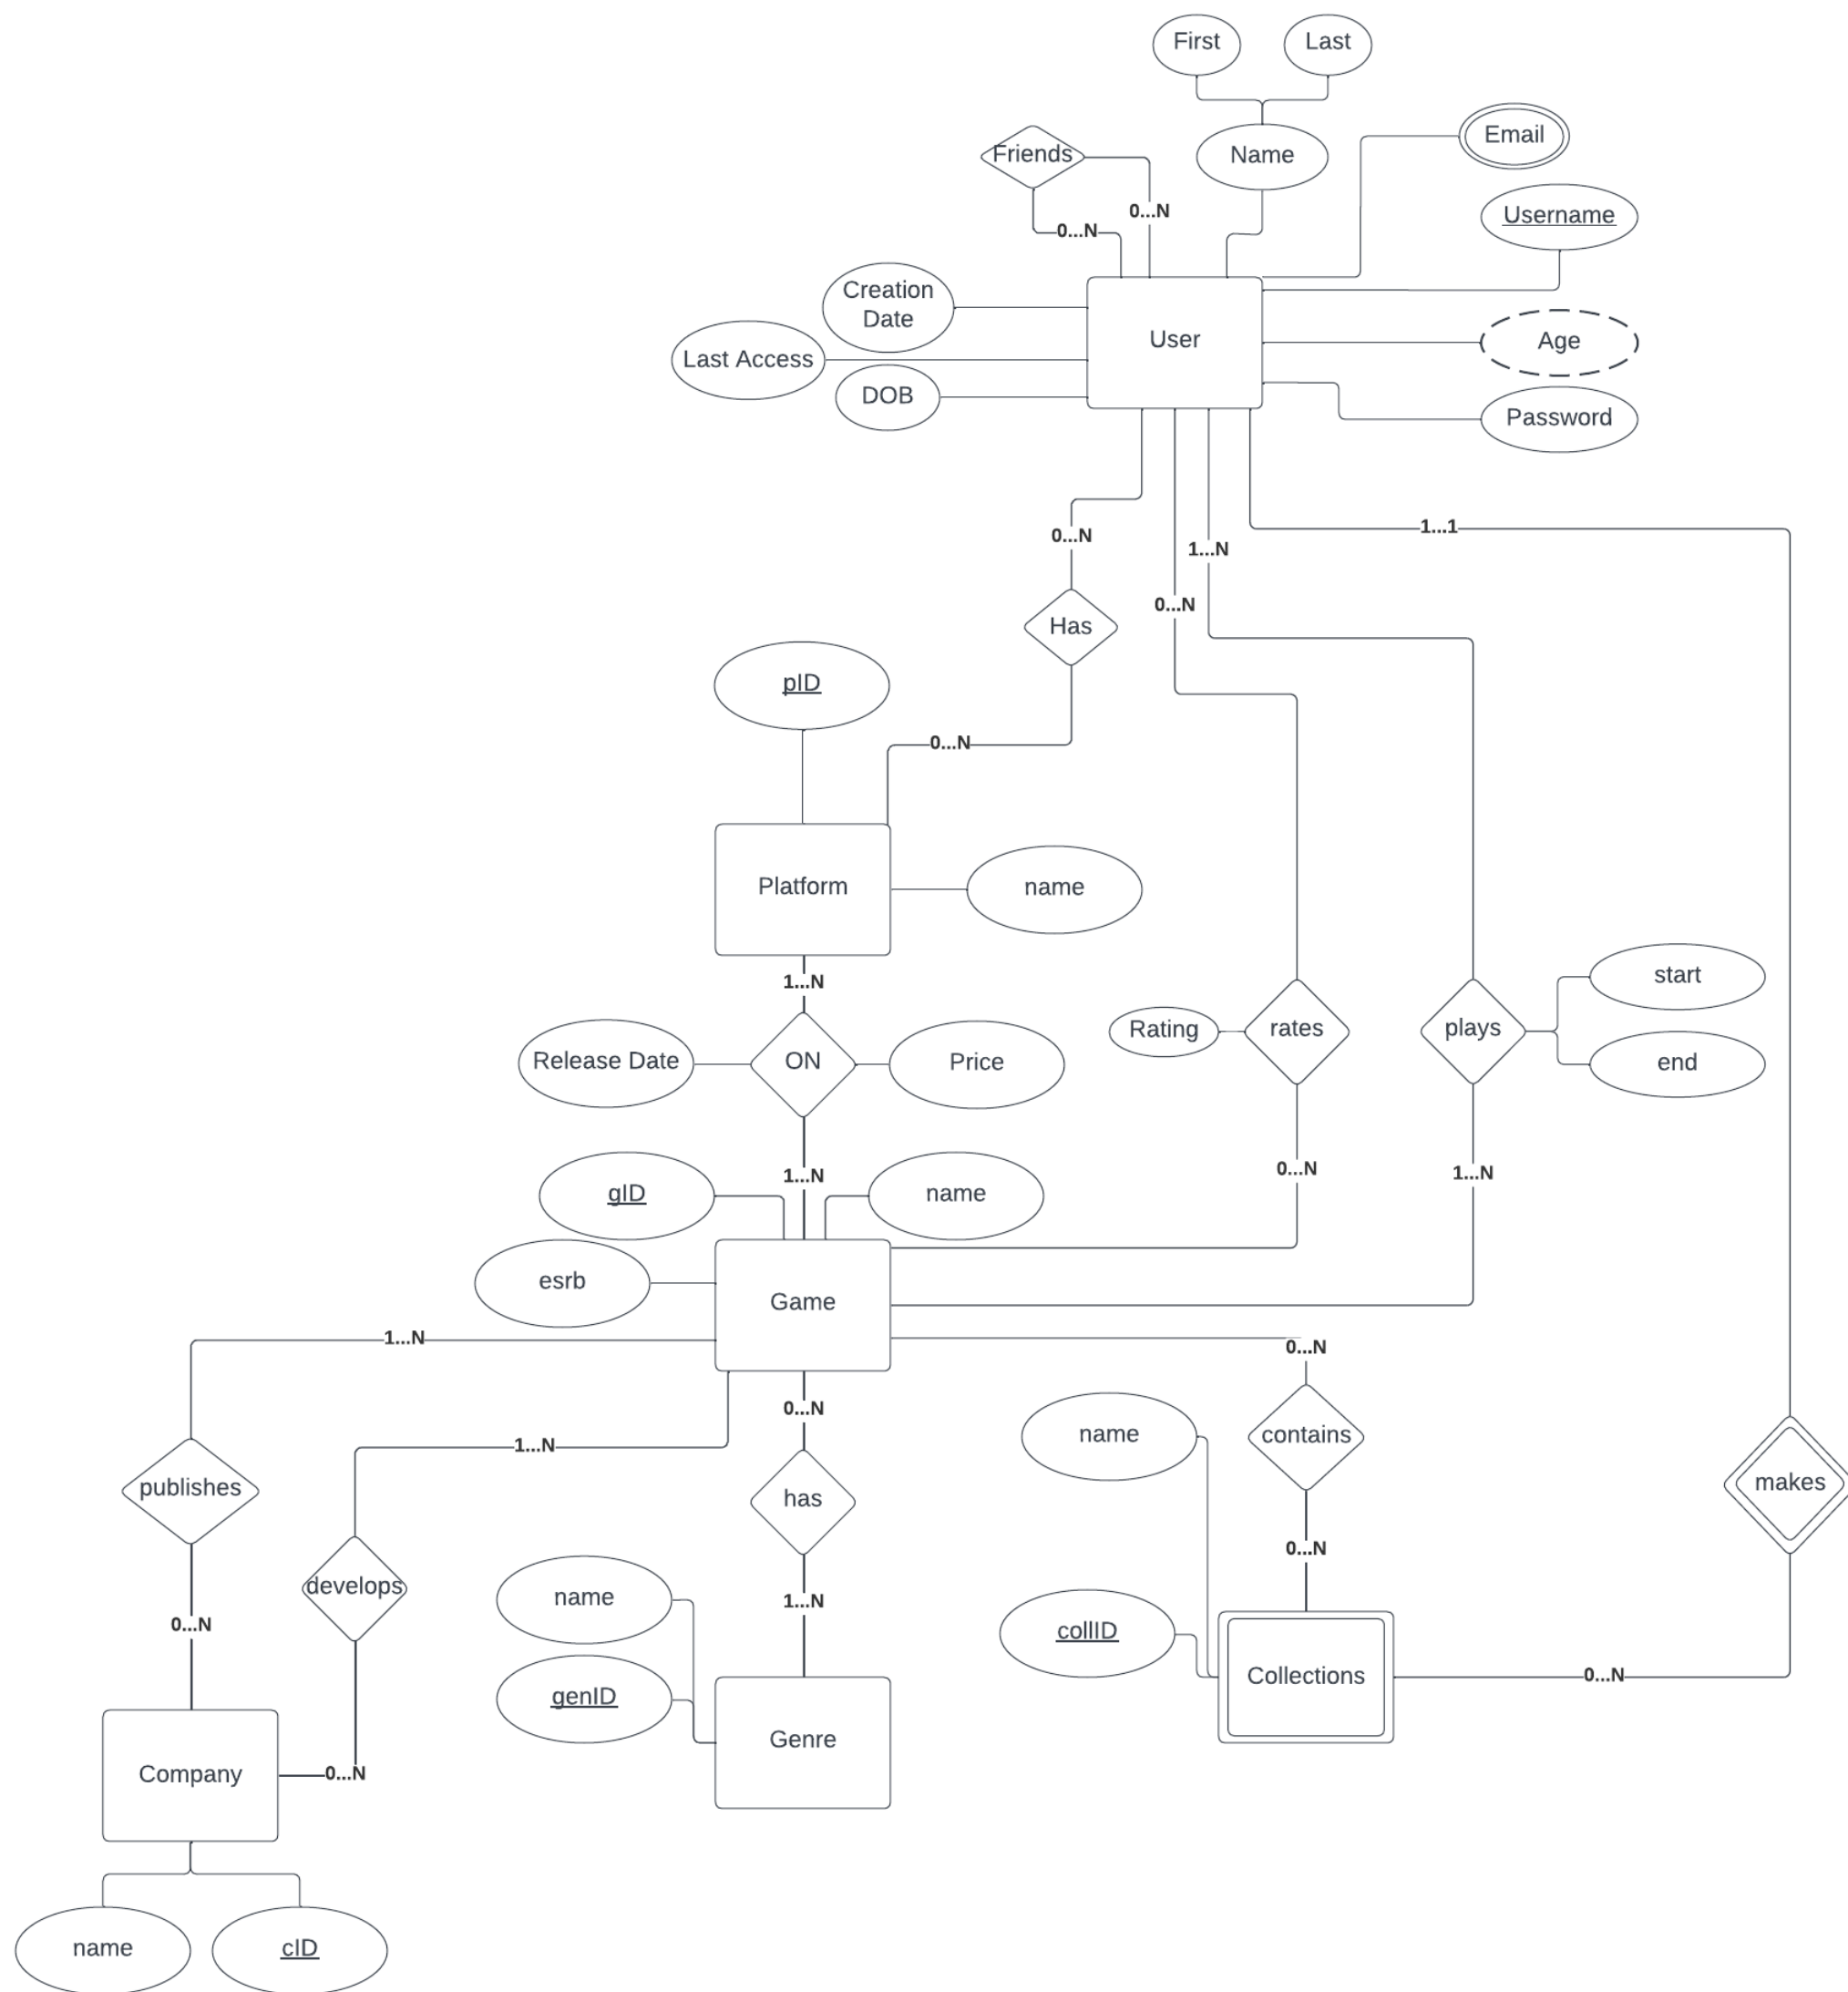 First
Last
Email
Friends
Name
Username
0...N
0...N
Creation
Date
User
Age
Last Access
DOB
Password
1...1
0...N
1...N
0...N
Has
pID
0...N
Platform
name
start
1...N
Rating
rates
plays
Release Date
ON
Price
end
0...N
1...N
1...N
gID
name
esrb
Game
1...N
0...N
0...N
name
contains
1...N
makes
publishes
has
0...N
develops
name
1...N
0...N
collID
Collections
0...N
genID
Genre
Company
0...N
name
cID